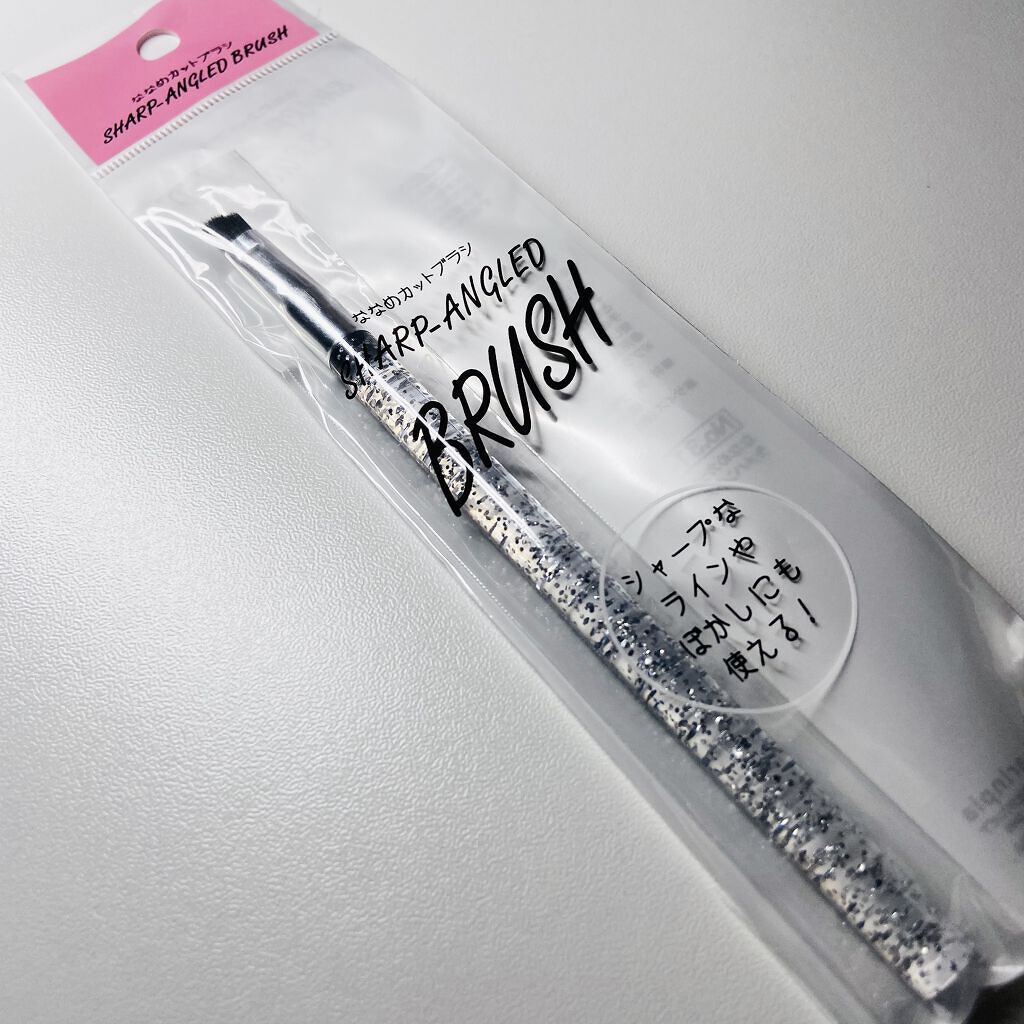 ななめカットブラシ
SHARP-ANGLED BRUSH
ななめカットブラシ
SHARP-ANGLED
BRUSH
シャープな
ラインや
ぼかしにも
使える!